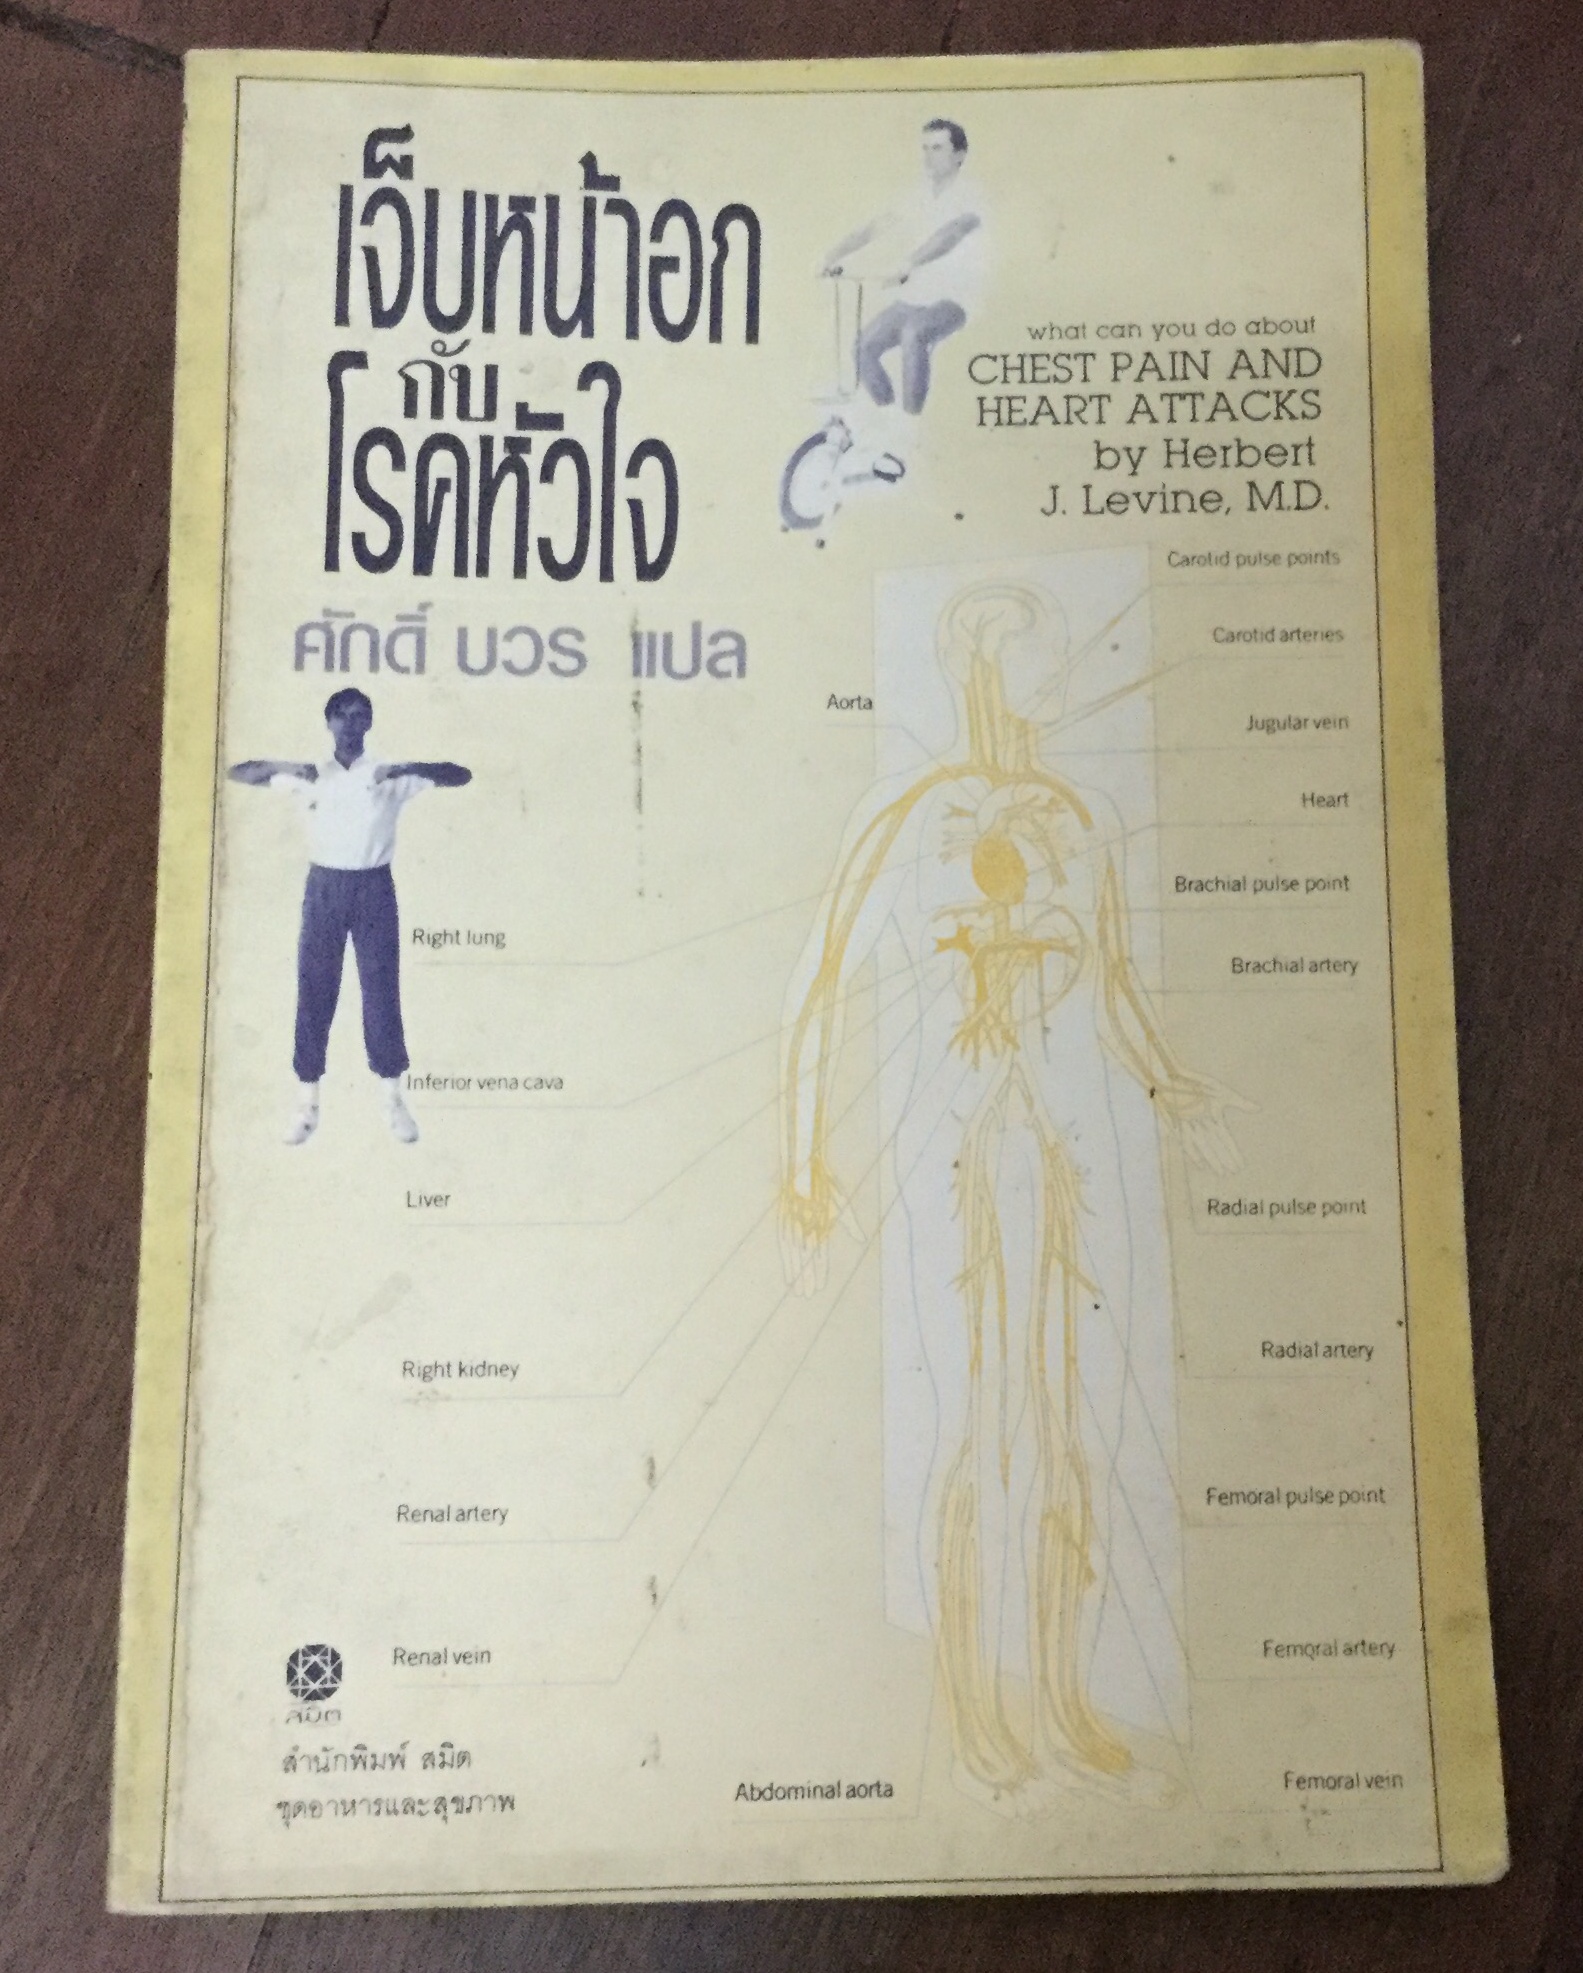 เจ็บหน้าอก
กับ
โรคหัวใจ
ศักดิ์ บวร แปล
what can you do about
CHEST PAIN AND
HEART ATTACKS
by Herbert
J. Levine, M.D.
Carotid pulse points
Carotid arteries
Aorta
Jugular vein
Heart
Brachial pulse point
Right lung
Brachial artery
Inferior vena cava
Liver
Radial pulse point
Radial artery
Right kidney
Femoral pulse point
Renal artery
Femoral artery
Renal vein
สมิต
สำนักพิมพ์ สมิต
ชุดอาหารและสุขภาพ
Abdominal aorta
Femoral vein